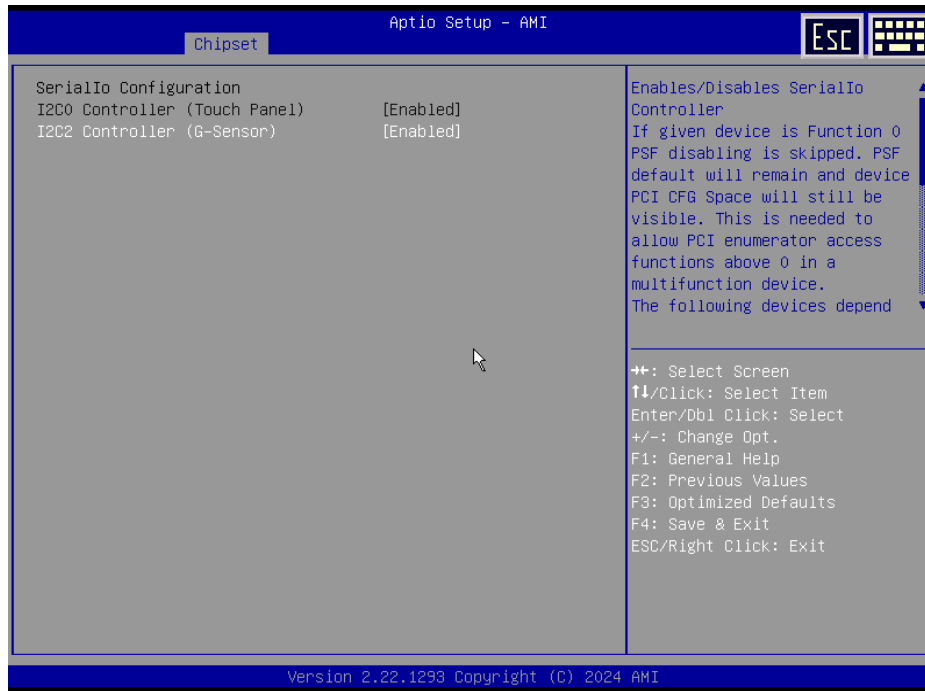 Aptio Setup - AMI
Chipset
Esc
SerialIo Configuration
I2C0 Controller (Touch Panel) [Enabled]
I2C2 Controller (G-Sensor) [Enabled]
Enables/Disables SerialIo
Controller
If given device is Function 0
PSF disabling is skipped. PSF
default will remain and device
PCI CFG Space will still be
visible. This is needed to
allow PCI enumerator access
functions above 0 in a
multifunction device.
The following devices depend
→←: Select Screen
↑↓/Click: Select Item
Enter/Dbl Click: Select
+/-: Change Opt.
F1: General Help
F2: Previous Values
F3: Optimized Defaults
F4: Save & Exit
ESC/Right Click: Exit
Version 2.22.1293 Copyright (C) 2024 AMI